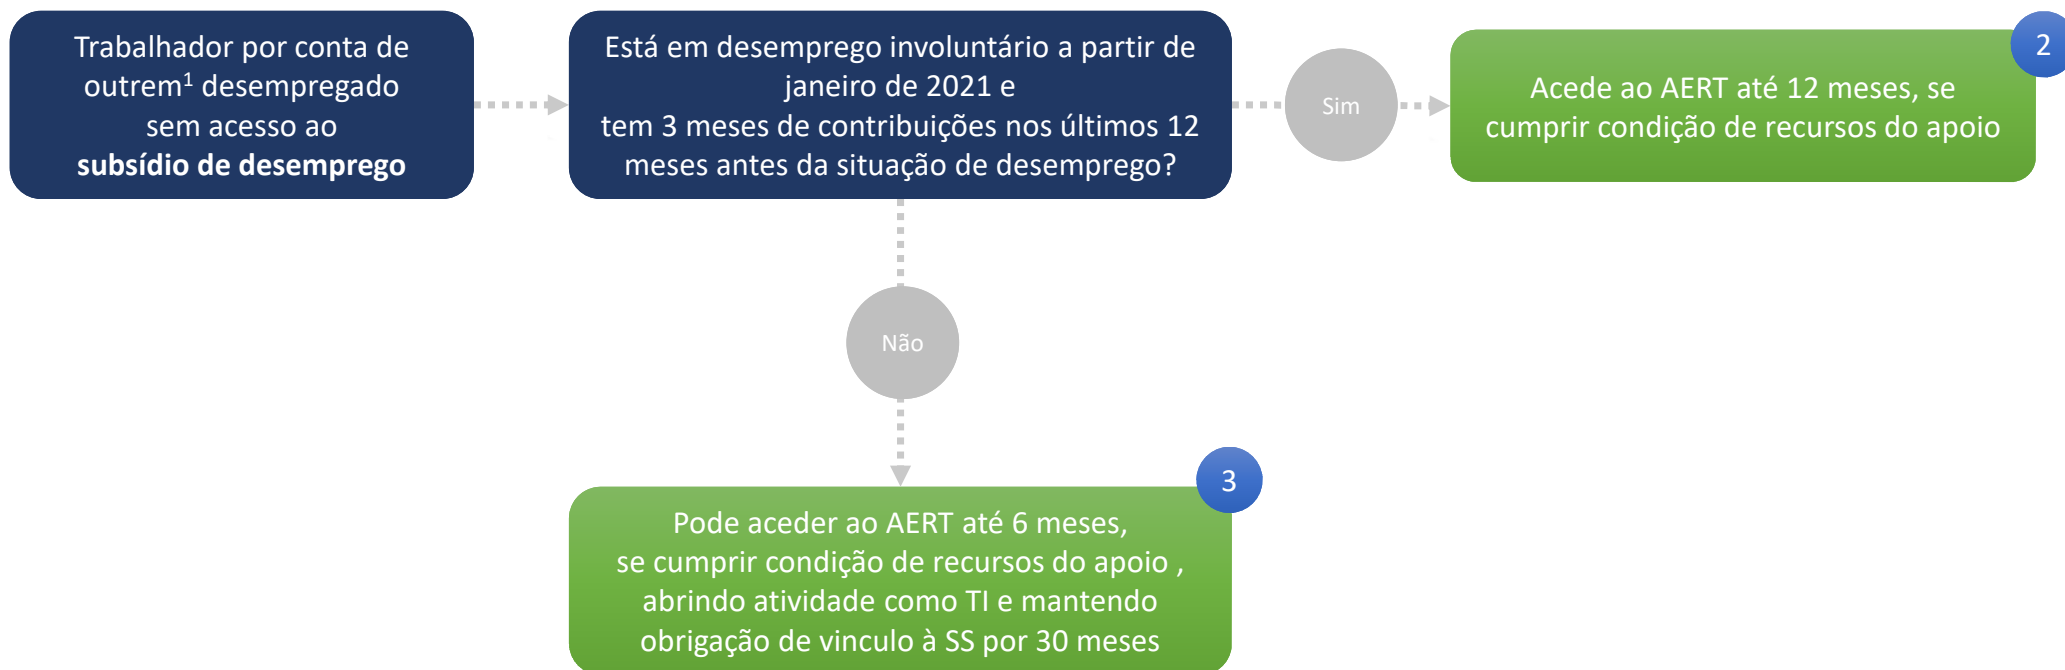 Trabalhador por conta de
outrem¹ desempregado
sem acesso ao
subsídio de desemprego
Está em desemprego involuntário a partir de
janeiro de 2021 e
tem 3 meses de contribuições nos últimos 12
meses antes da situação de desemprego?
Sim
2
Acede ao AERT até 12 meses, se
cumprir condição de recursos do apoio
Não
3
Pode aceder ao AERT até 6 meses,
se cumprir condição de recursos do apoio ,
abrindo atividade como TI e mantendo
obrigação de vinculo à SS por 30 meses